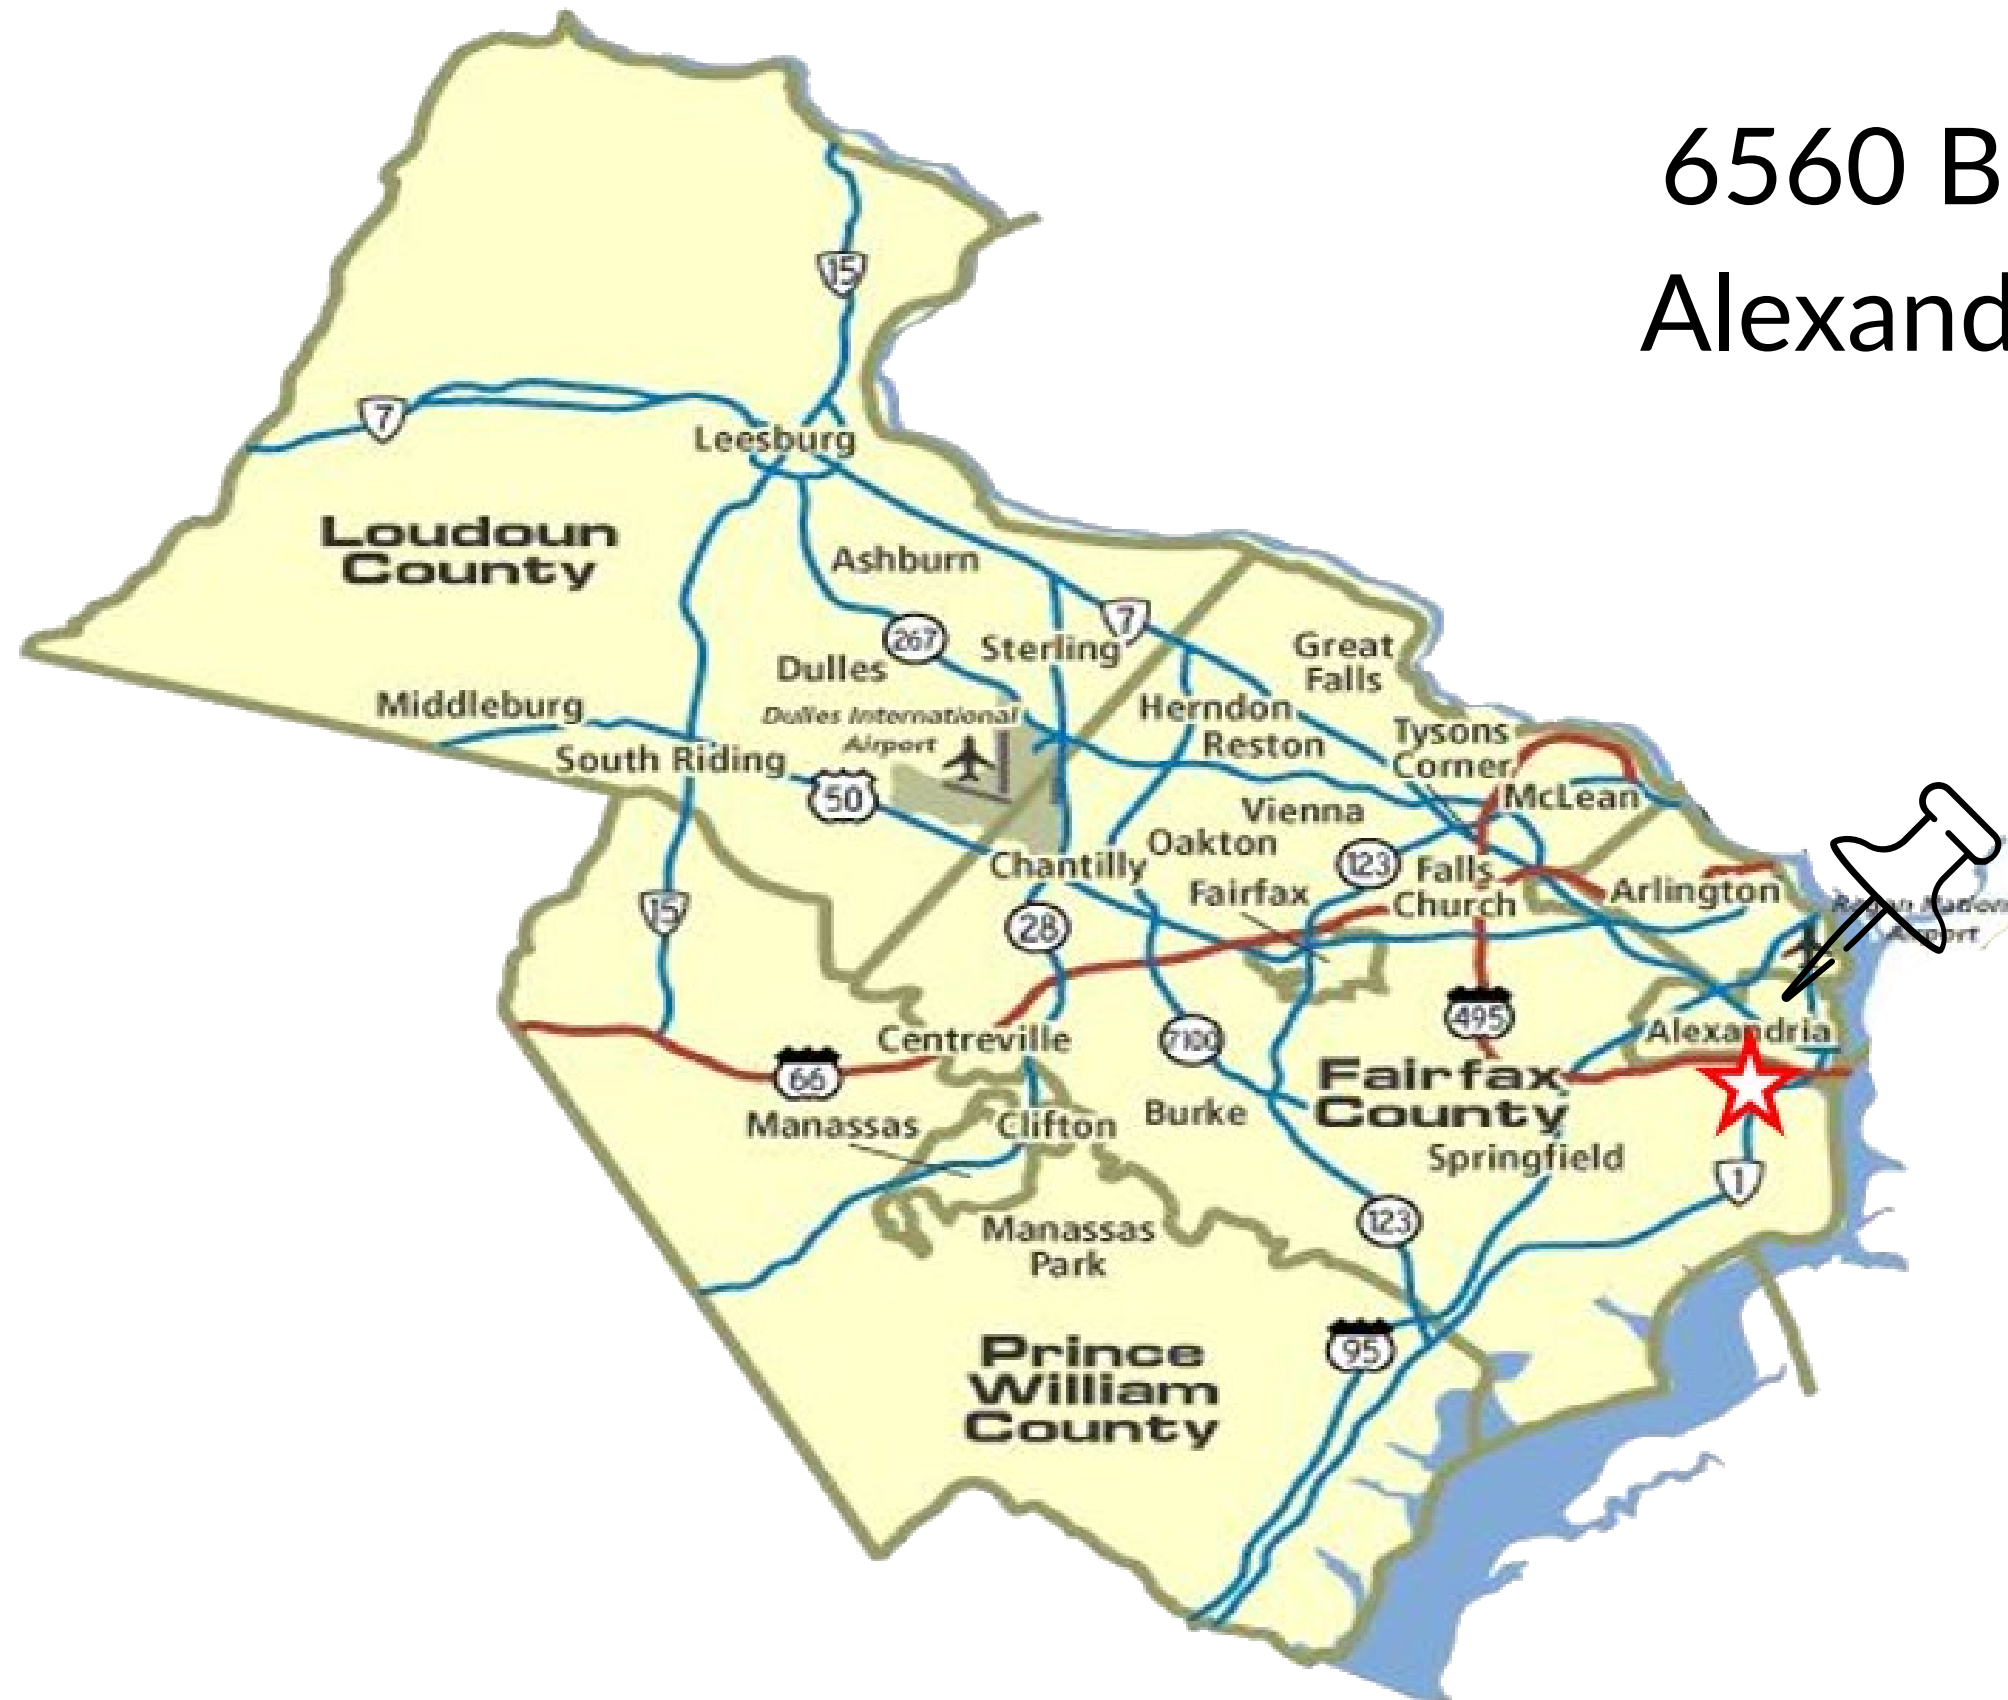 6560 B
Alexand
15
7
Leesburg
Loudoun
County
Ashburn
7
267
Sterling
Great
Falls
Dulles
Middleburg
Dulles International
Airport
Herndon
Reston
Tysons
Corner
South Riding
50
McLean
Vienna
Oakton
Chantilly
123
Falls
Church
Fairfax
Arlington
15
28
Airport
495
7100
Alexandria
Centreville
66
Fairfax
County
Manassas
Clifton
Burke
Springfield
1
123
Manassas
Park
95
Prince
William
County